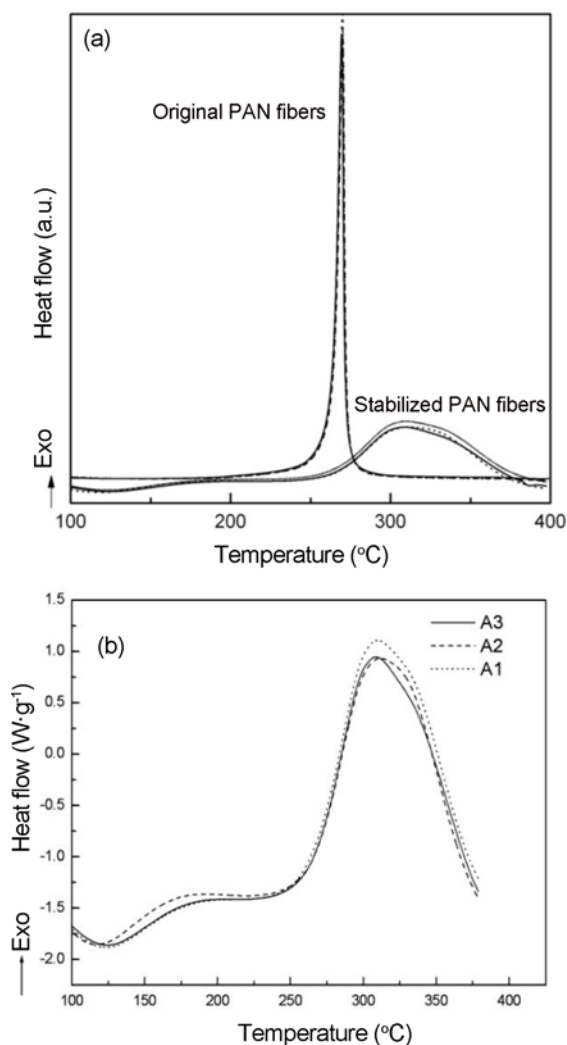 (a)
Original PAN fibers
Stabilized PAN fibers
Heat flow (a.u.)
Exo
100 200 300 400
Temperature (°C)
(b)
A3
A2
A1
1.5
1.0
0.5
0.0
-0.5
-1.0
-1.5
-2.0
Heat flow (W·g⁻¹)
Exo
100 150 200 250 300 350 400
Temperature (°C)